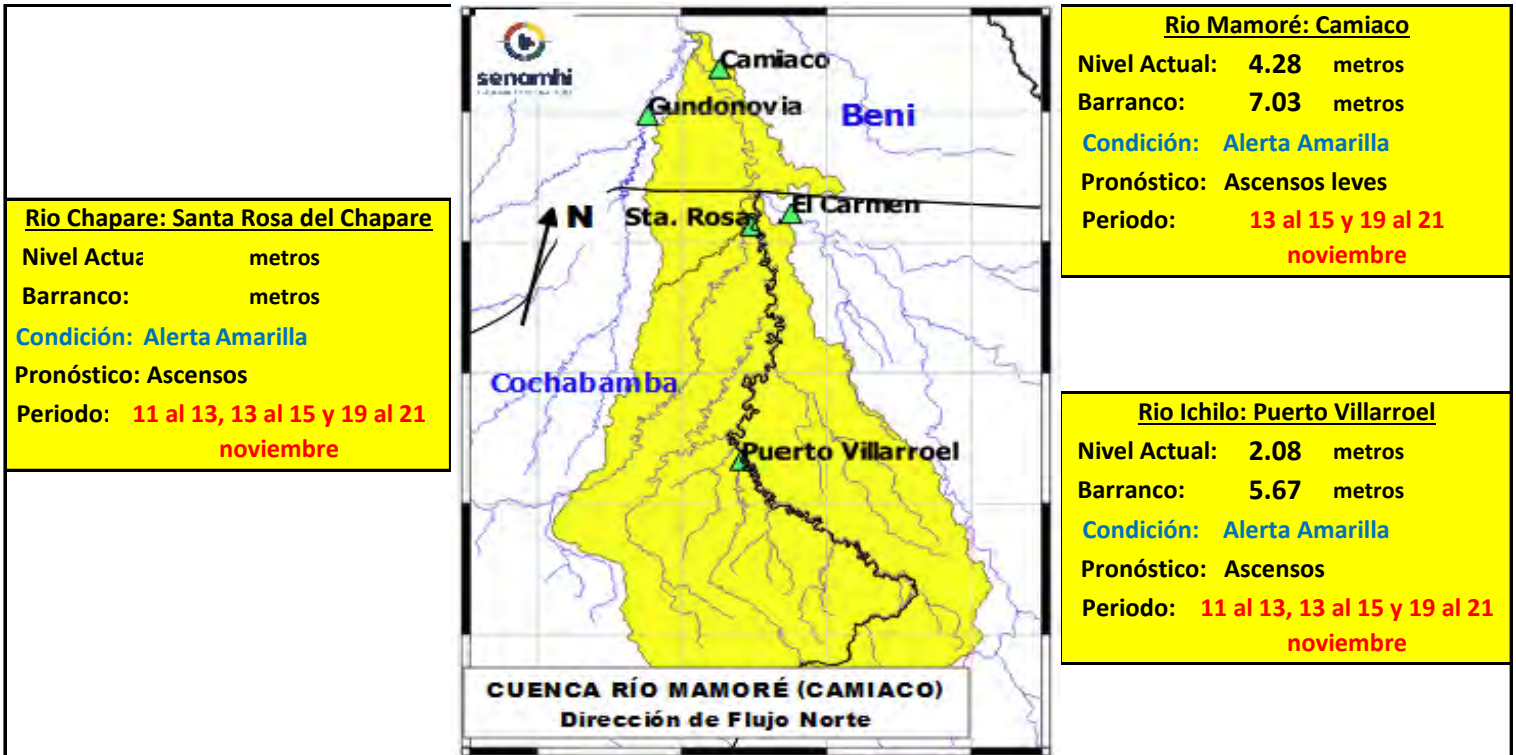 Rio Chapare: Santa Rosa del Chapare
Nivel Actua metros
Barranco: metros
Condición: Alerta Amarilla
Pronóstico: Ascensos
Periodo: 11 al 13, 13 al 15 y 19 al 21
noviembre
senamhi
Camiaco
Gundonovia
Beni
N
Sta. Rosa
El Carmen
Cochabamba
Puerto Villarroel
CUENCA RÍO MAMORÉ (CAMIACO)
Dirección de Flujo Norte
Rio Mamoré: Camiaco
Nivel Actual: 4.28 metros
Barranco: 7.03 metros
Condición: Alerta Amarilla
Pronóstico: Ascensos leves
Periodo: 13 al 15 y 19 al 21
noviembre
Rio Ichilo: Puerto Villarroel
Nivel Actual: 2.08 metros
Barranco: 5.67 metros
Condición: Alerta Amarilla
Pronóstico: Ascensos
Periodo: 11 al 13, 13 al 15 y 19 al 21
noviembre